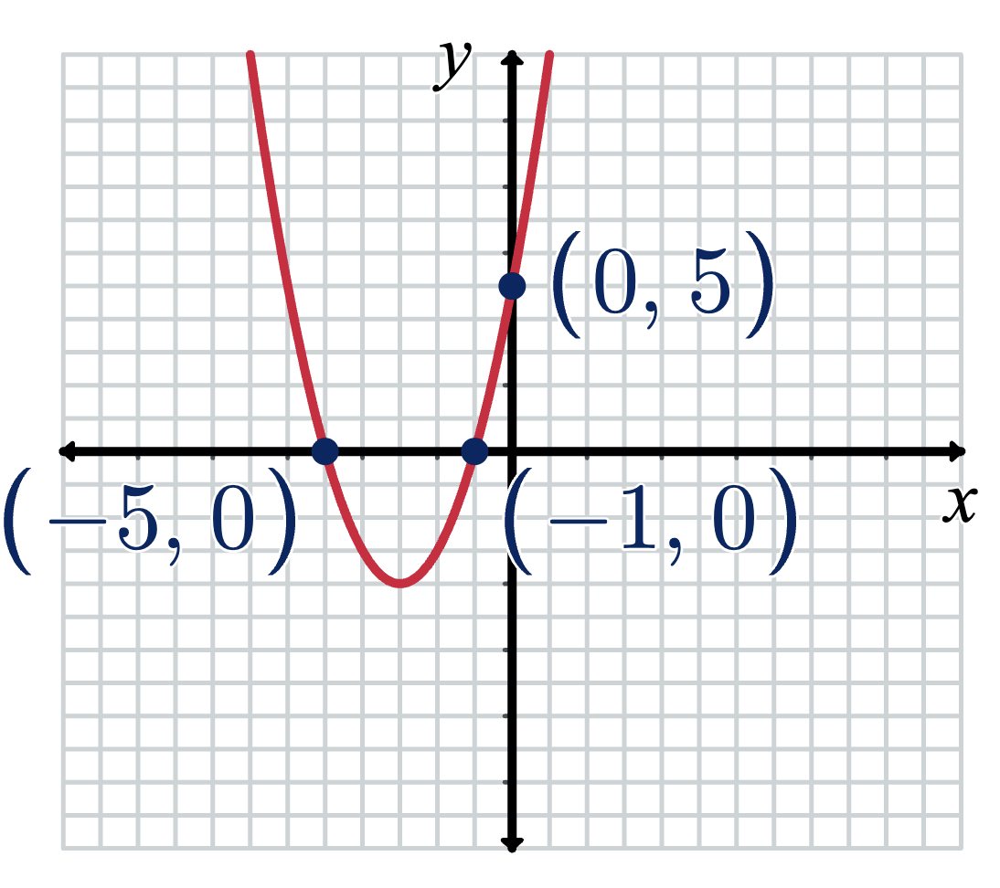 y
(0, 5)
(−5, 0)
(−1, 0)
x